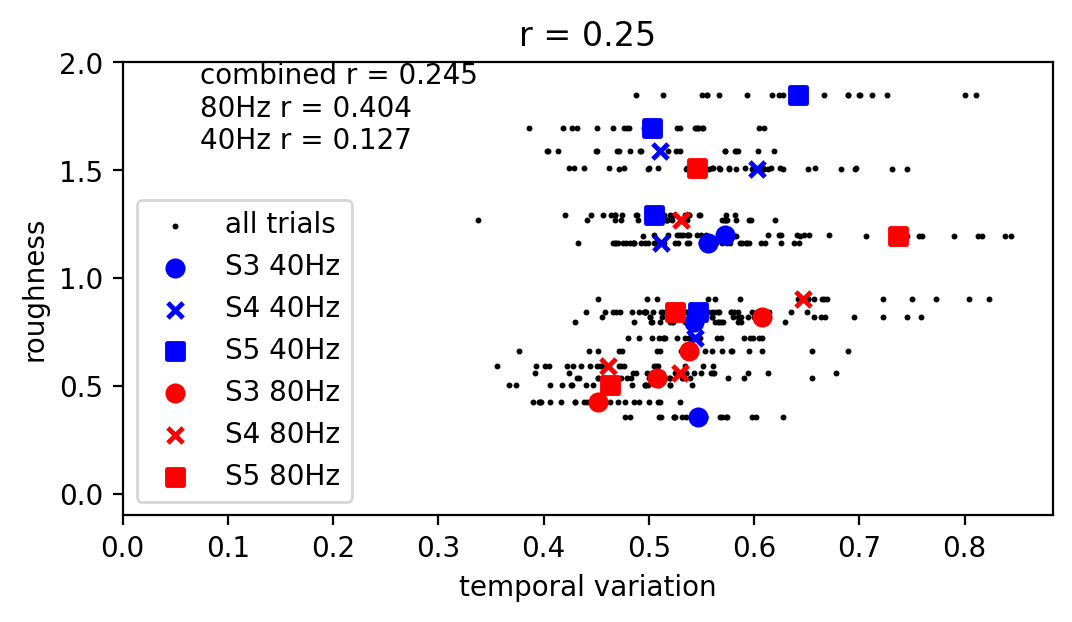 r = 0.25
combined r = 0.245
80Hz r = 0.404
40Hz r = 0.127
2.0
1.5
1.0
0.5
0.0
roughness
all trials
S3 40Hz
S4 40Hz
S5 40Hz
S3 80Hz
S4 80Hz
S5 80Hz
0.0 0.1 0.2 0.3 0.4 0.5 0.6 0.7 0.8
temporal variation